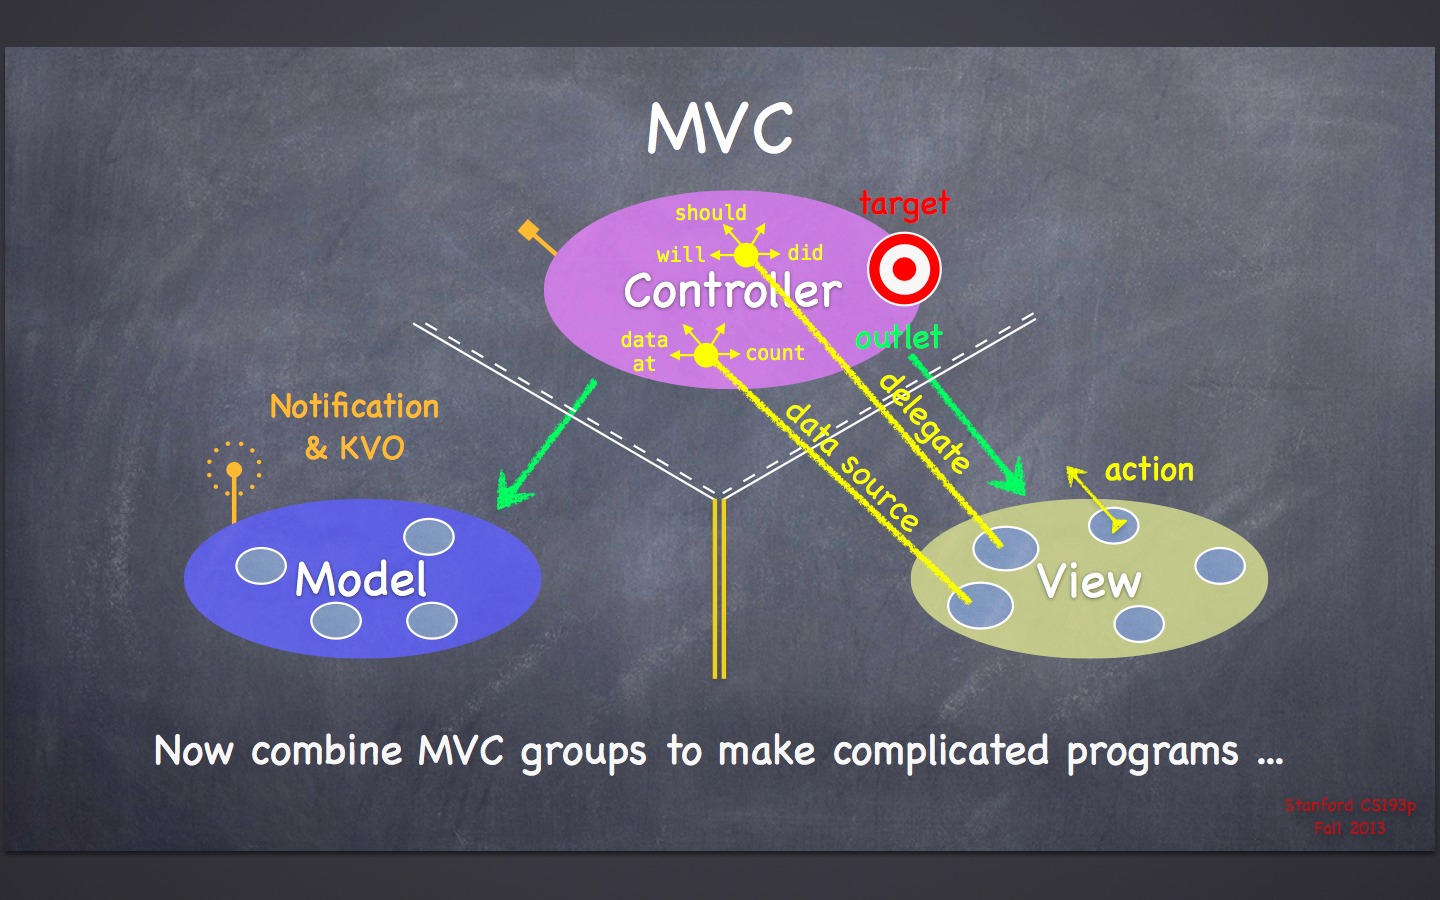 MVC
should
target
will
did
Controller
data
at
count
outlet
Notification
& KVO
delegate
data source
action
Model
View
Now combine MVC groups to make complicated programs ...
Stanford CS193p
Fall 2013